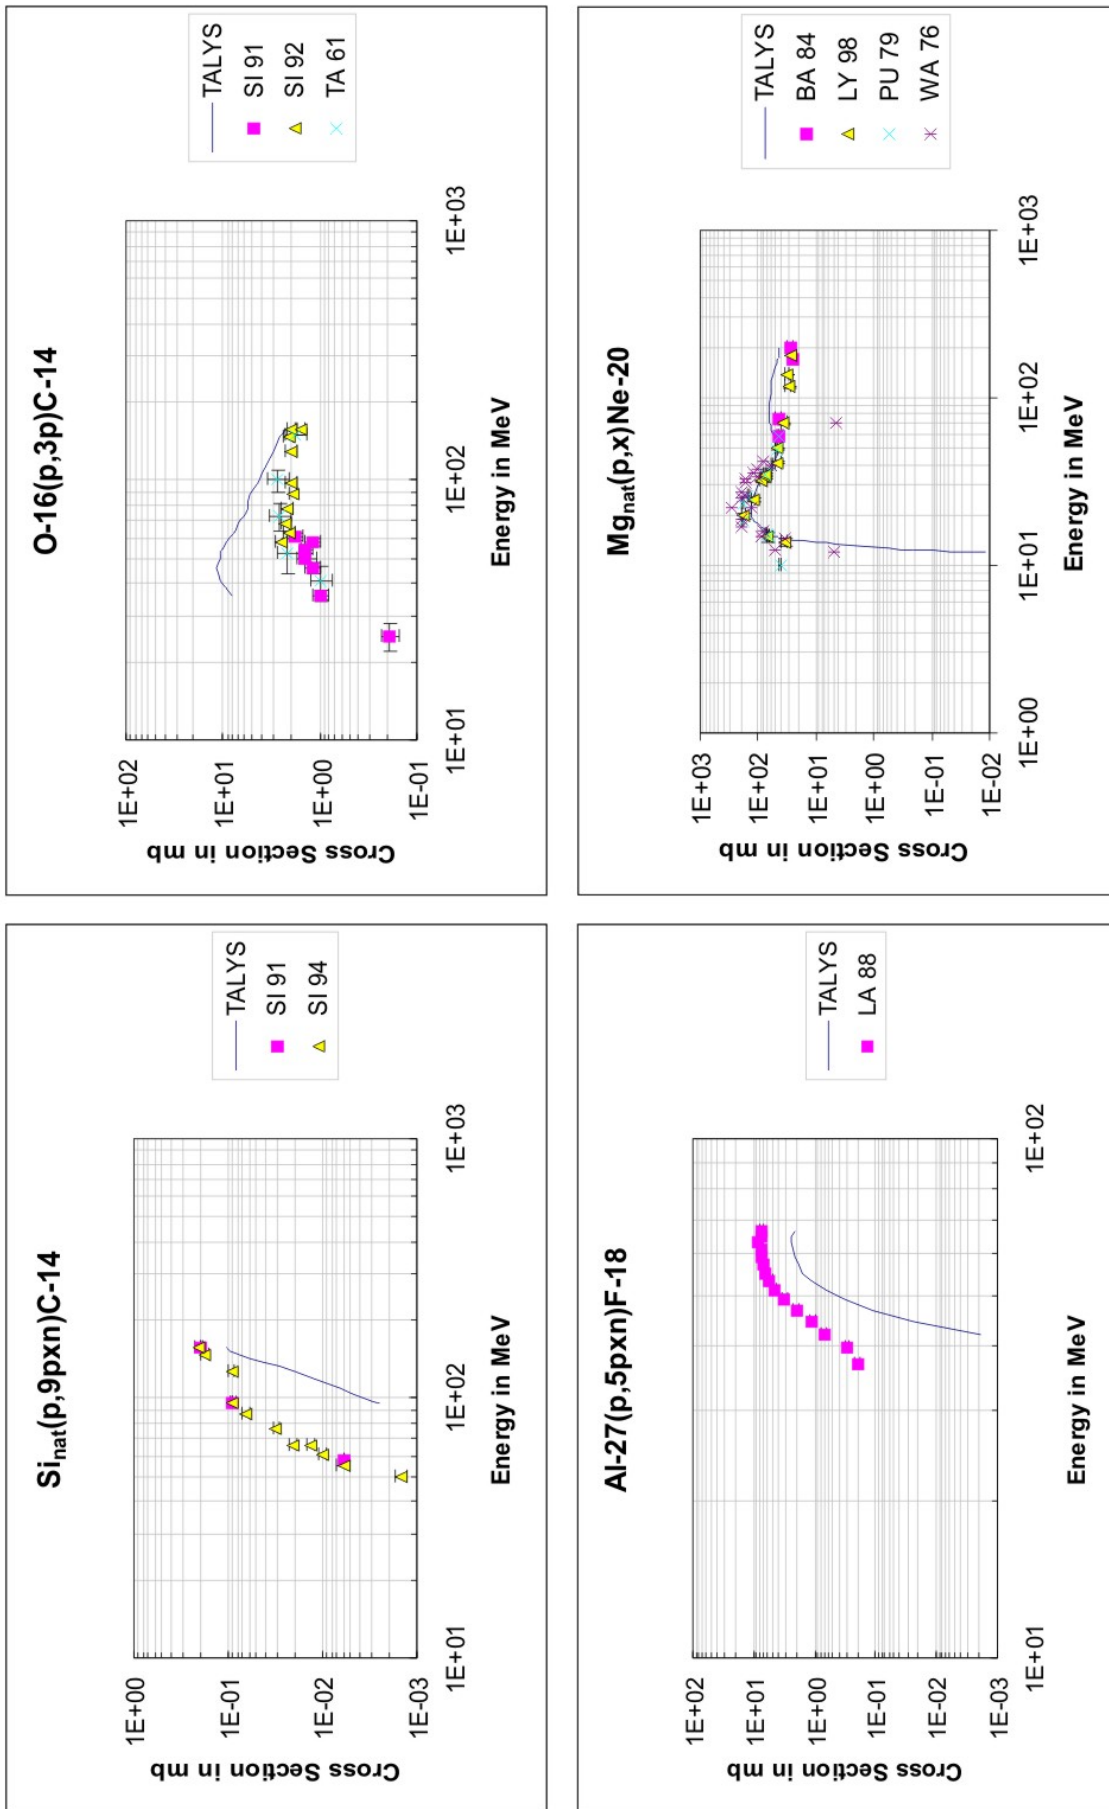 Si_nat(p,9pxn)C-14
1E+00
1E-01
1E-02
1E-03
Cross Section in mb
1E+01
1E+02
1E+03
Energy in MeV
TALYS
SI 91
SI 94
O-16(p,3p)C-14
1E+02
1E+01
1E+00
1E-01
Cross Section in mb
1E+01
1E+02
1E+03
Energy in MeV
TALYS
SI 91
SI 92
TA 61
Al-27(p,5pxn)F-18
1E+02
1E+01
1E+00
1E-01
1E-02
1E-03
Cross Section in mb
1E+01
1E+02
Energy in MeV
TALYS
LA 88
Mg_nat(p,x)Ne-20
1E+03
1E+02
1E+01
1E+00
1E-01
1E-02
Cross Section in mb
1E+00
1E+01
1E+02
1E+03
Energy in MeV
TALYS
BA 84
LY 98
PU 79
WA 76